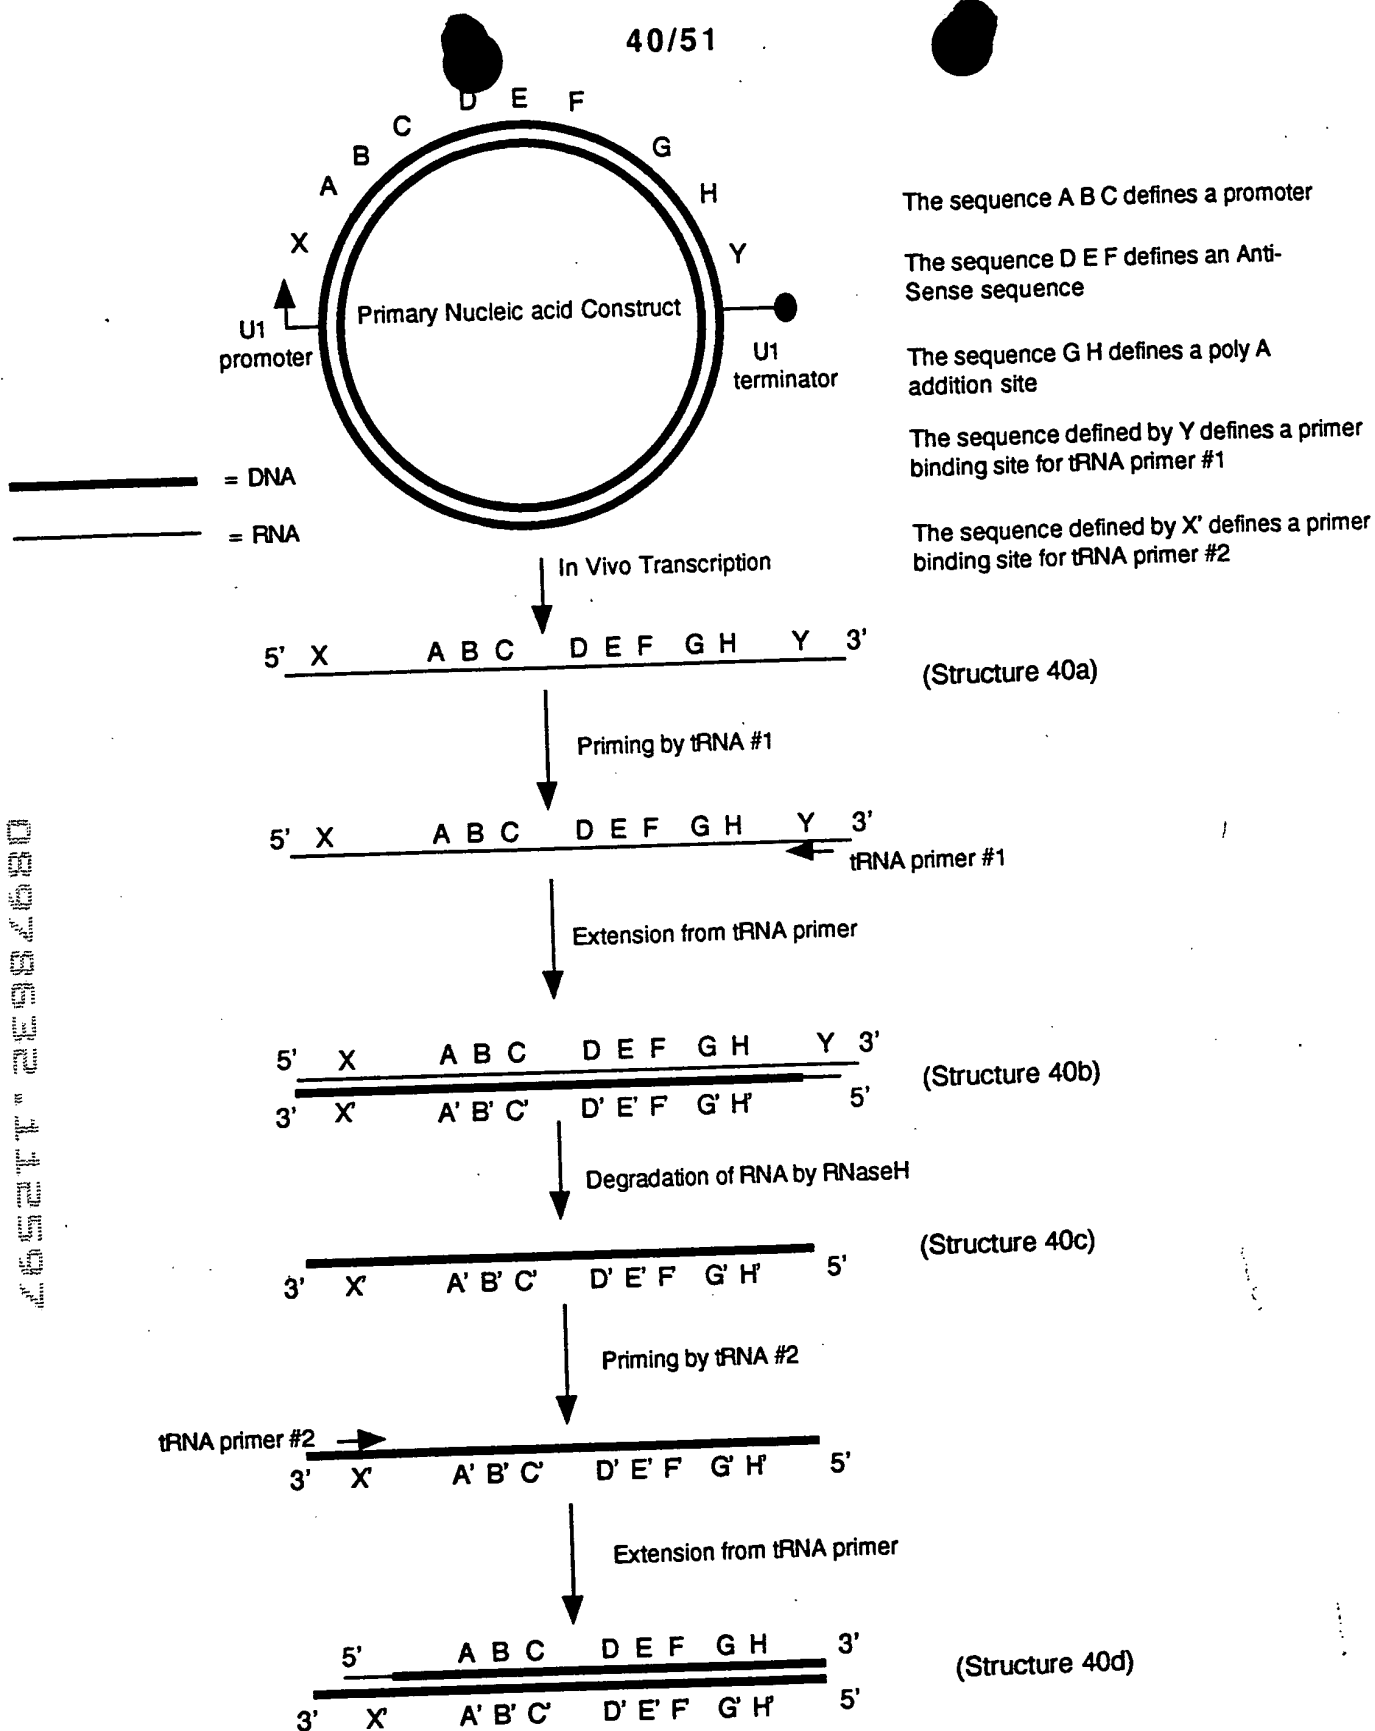 40/51
D E F
C G
B H
A Y
X
Primary Nucleic acid Construct
U1
promoter
U1
terminator
The sequence A B C defines a promoter
The sequence D E F defines an Anti-
Sense sequence
The sequence G H defines a poly A
addition site
The sequence defined by Y defines a primer
binding site for tRNA primer #1
The sequence defined by X' defines a primer
binding site for tRNA primer #2
= DNA
= RNA
In Vivo Transcription
5' X A B C D E F G H Y 3'
(Structure 40a)
Priming by tRNA #1
5' X A B C D E F G H Y 3'
tRNA primer #1
Extension from tRNA primer
5' X A B C D E F G H Y 3'
3' X' A' B' C' D' E' F' G' H' 5'
(Structure 40b)
Degradation of RNA by RNaseH
(Structure 40c)
3' X' A' B' C' D' E' F' G' H' 5'
Priming by tRNA #2
tRNA primer #2
3' X' A' B' C' D' E' F' G' H' 5'
Extension from tRNA primer
5' A B C D E F G H 3'
3' X' A' B' C' D' E' F' G' H' 5'
(Structure 40d)
08978632.112597